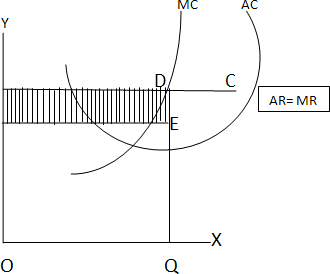 MC AC
Y
D C
AR= MR
E
X
O Q